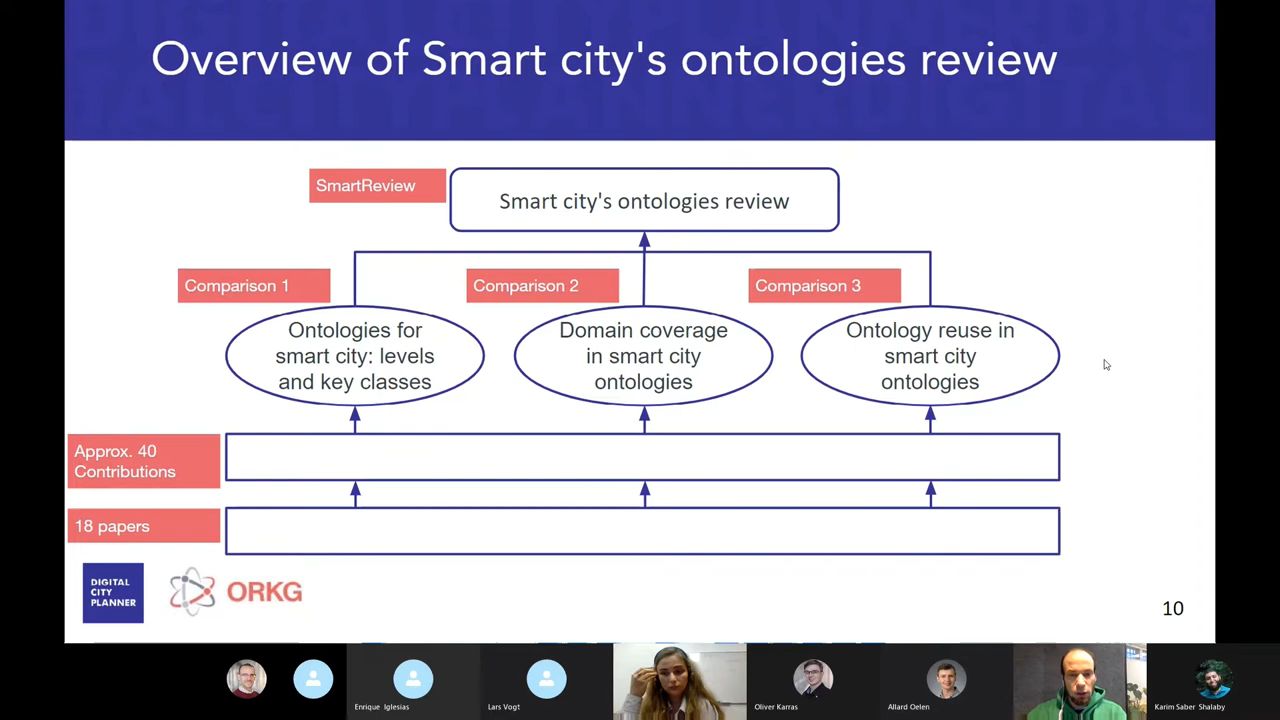 Overview of Smart city's ontologies review
SmartReview
Smart city's ontologies review
Comparison 1
Comparison 2
Comparison 3
Ontologies for
smart city: levels
and key classes
Domain coverage
in smart city
ontologies
Ontology reuse in
smart city
ontologies
Approx. 40
Contributions
18 papers
DIGITAL
CITY
PLANNER
ORKG
10
Enrique Iglesias
Lars Vogt
Oliver Karras
Allard Oelen
Karim Saber Shalaby